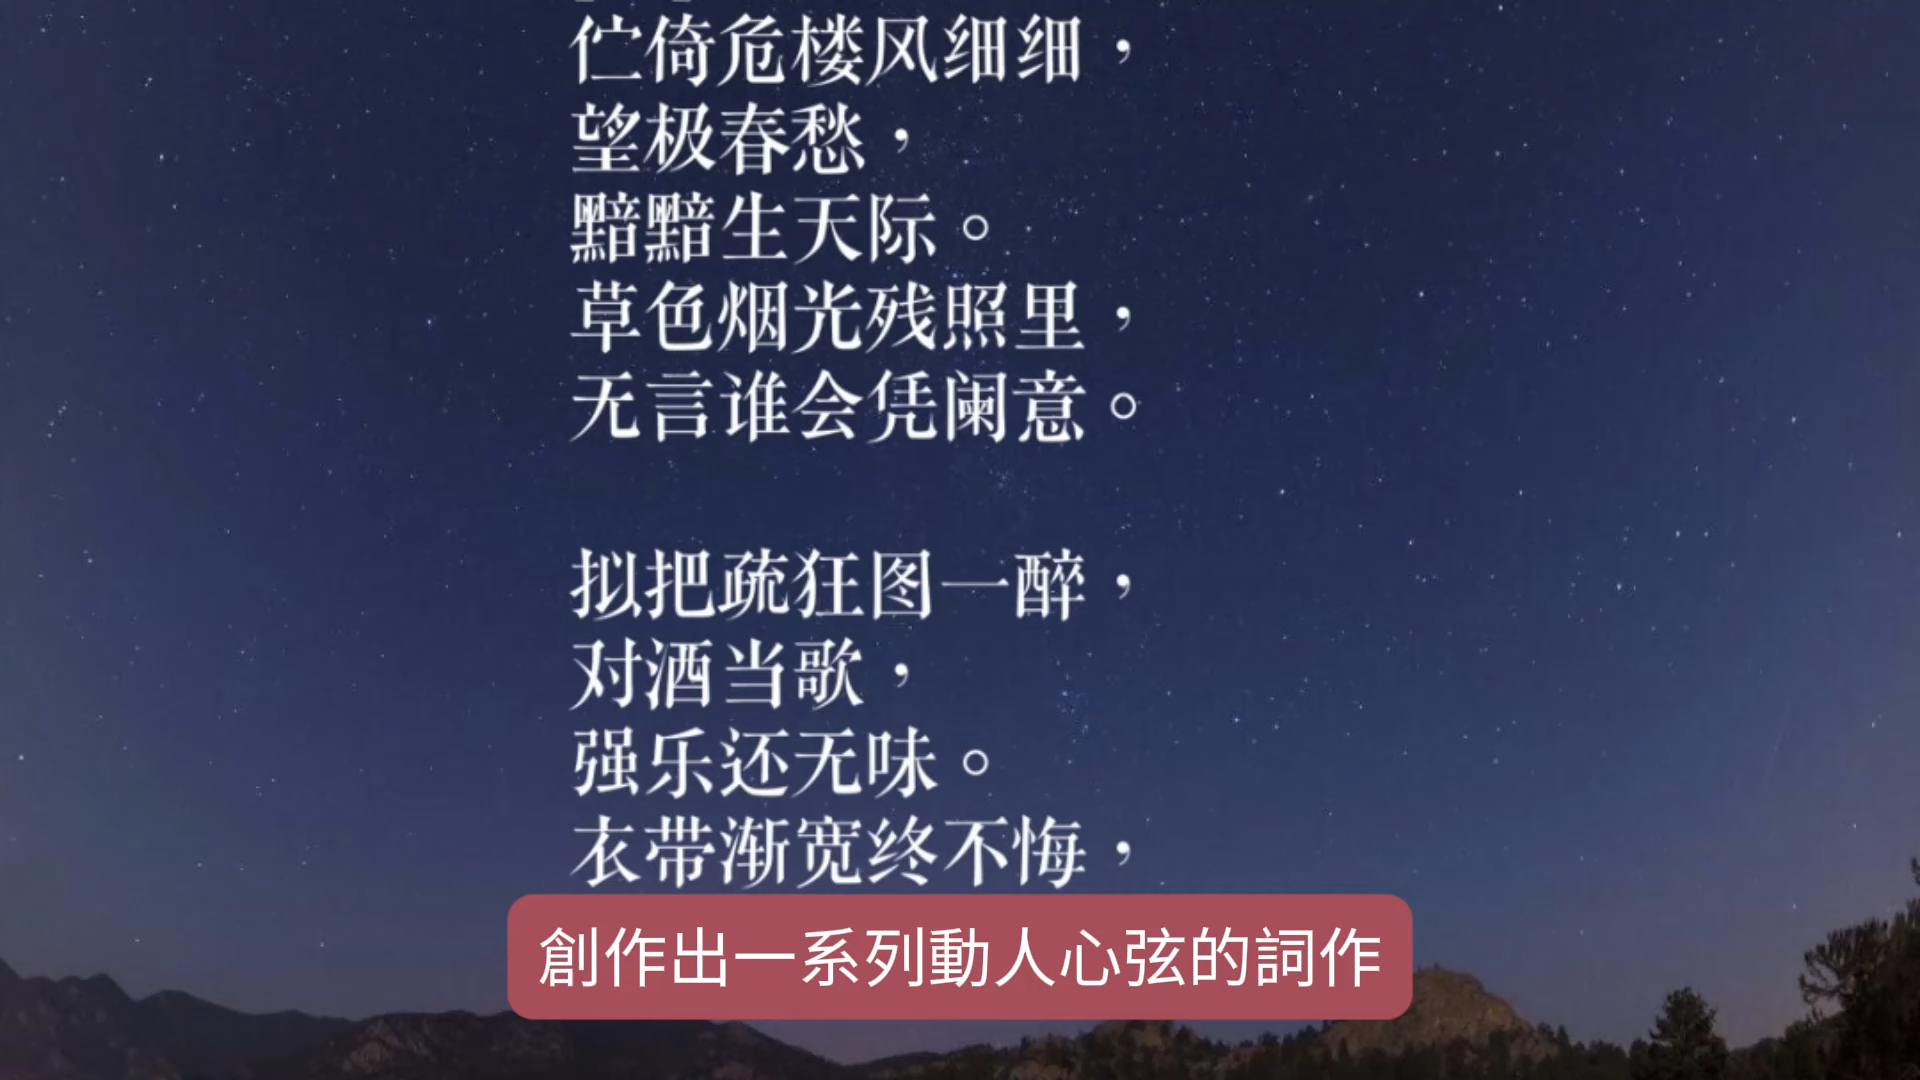 伫倚危楼风细细，
望极春愁，
黯黯生天际。
草色烟光残照里，
无言谁会凭阑意。
拟把疏狂图一醉，
对酒当歌，
强乐还无味。
衣带渐宽终不悔，
創作出一系列動人心弦的詞作